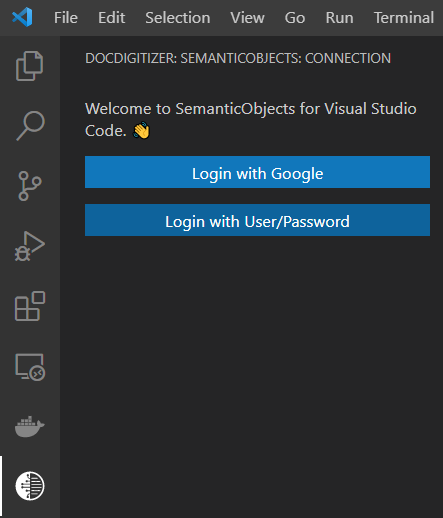 File Edit Selection View Go Run Terminal
DOCDIGITIZER: SEMANTICOBJECTS: CONNECTION
Welcome to SemanticObjects for Visual Studio
Code. 👋
Login with Google
Login with User/Password